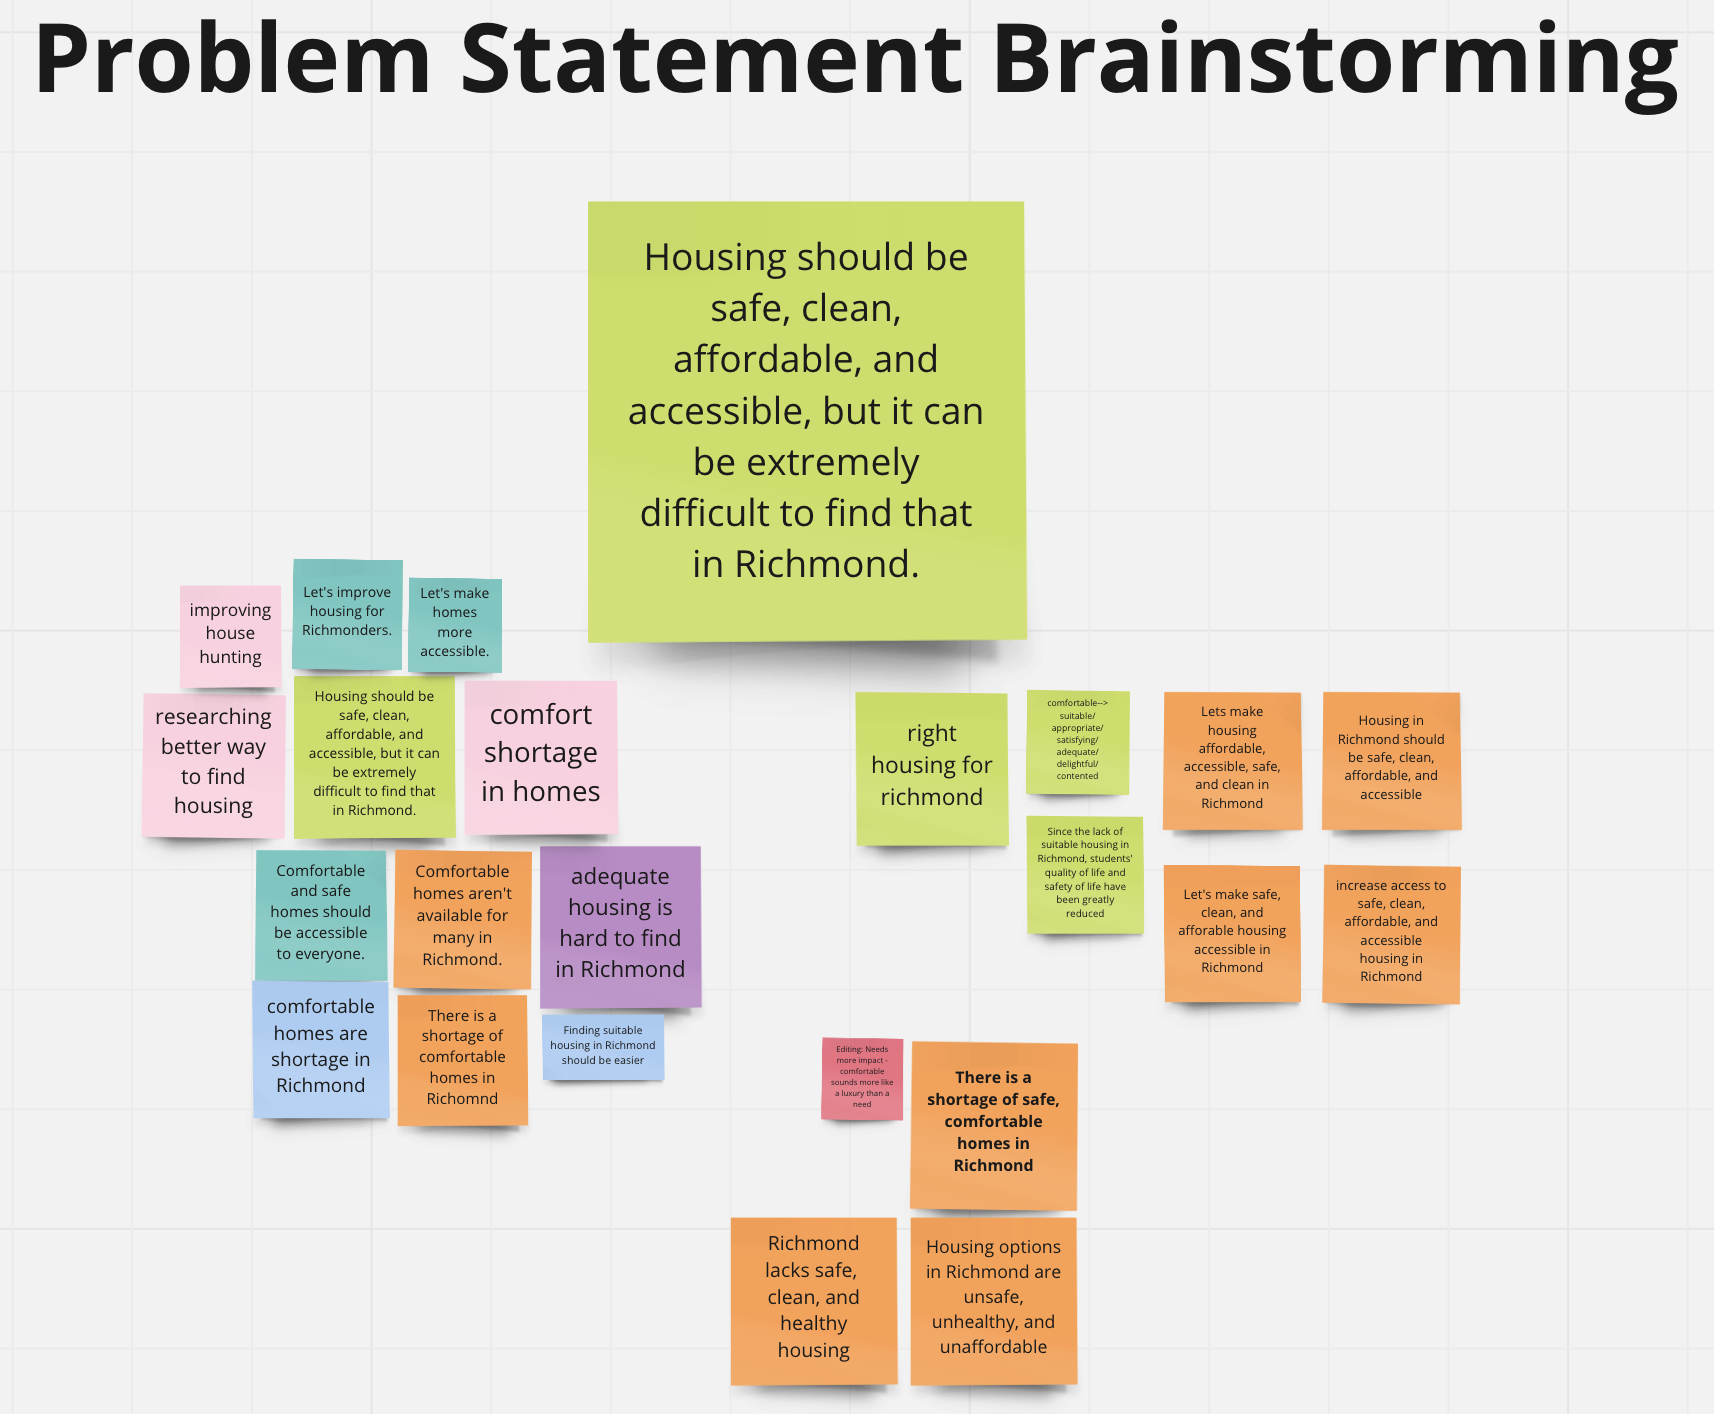 Problem Statement Brainstorming
Housing should be
safe, clean,
affordable, and
accessible, but it can
be extremely
difficult to find that
in Richmond.
improving
house
hunting
Let's improve
housing for
Richmonders.
Let's make
homes
more
accessible.
researching
better way
to find
housing
Housing should be
safe, clean,
affordable, and
accessible, but it can
be extremely
difficult to find that
in Richmond.
comfort
shortage
in homes
Comfortable
and safe
homes should
be accessible
to everyone.
Comfortable
homes aren't
available for
many in
Richmond.
adequate
housing is
hard to find
in Richmond
comfortable
homes are
shortage in
Richmond
There is a
shortage of
comfortable
homes in
Richomnd
Finding suitable
housing in Richmond
should be easier
right
housing for
richmond
comfortable-->
suitable/
appropriate/
satisfying/
adequate/
delightful/
contented
Since the lack of
suitable housing in
Richmond, students'
quality of life and
safety of life have
been greatly
reduced
Lets make
housing
affordable,
accessible, safe,
and clean in
Richmond
Housing in
Richmond should
be safe, clean,
affordable, and
accessible
Let's make safe,
clean, and
afforable housing
accessible in
Richmond
increase access to
safe, clean,
affordable, and
accessible
housing in
Richmond
Editing: Needs
more impact -
comfortable
sounds more like
a luxury than a
need
There is a
shortage of safe,
comfortable
homes in
Richmond
Richmond
lacks safe,
clean, and
healthy
housing
Housing options
in Richmond are
unsafe,
unhealthy, and
unaffordable